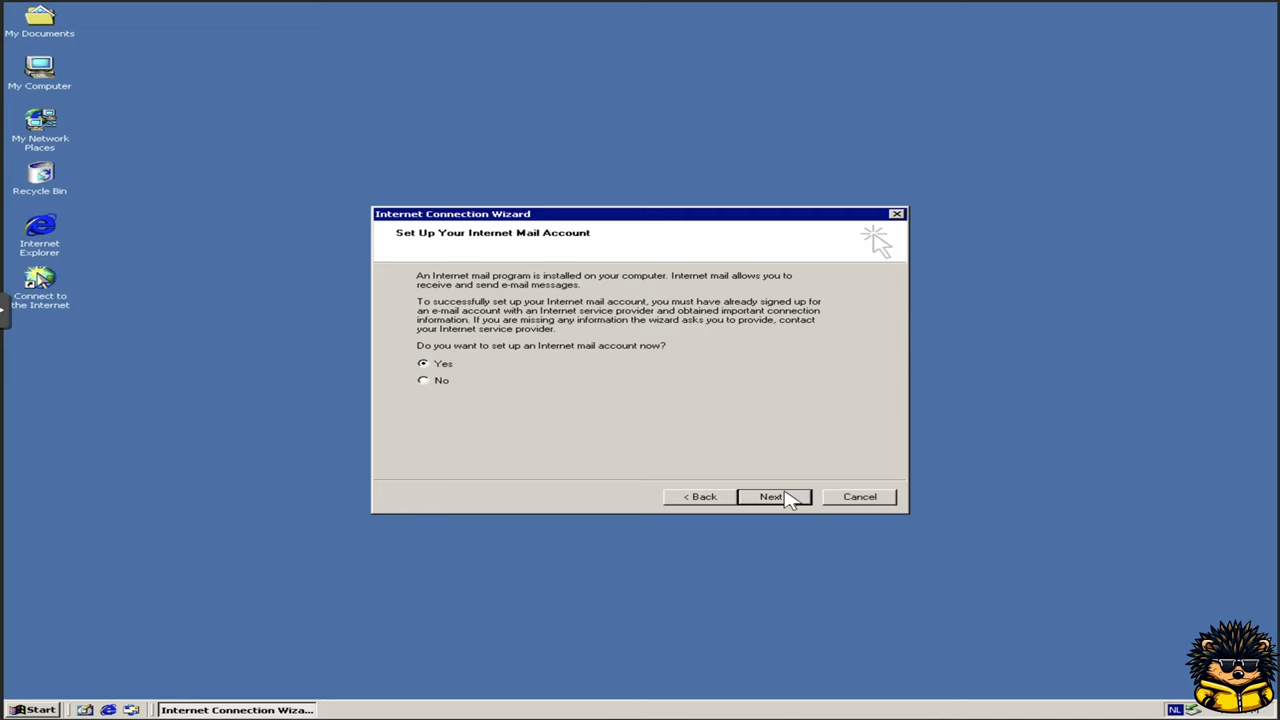 My Documents
My Computer
My Network
Places
Recycle Bin
Internet
Explorer
Connect to
the Internet
Internet Connection Wizard
Set Up Your Internet Mail Account
An Internet mail program is installed on your computer. Internet mail allows you to
receive and send e-mail messages.
To successfully set up your Internet mail account, you must have already signed up for
an e-mail account with an Internet service provider and obtained important connection
information. If you are missing any information the wizard asks you to provide, contact
your Internet service provider.
Do you want to set up an Internet mail account now?
Yes
No
< Back
Next
Cancel
Start
Internet Connection Wiza...
NL